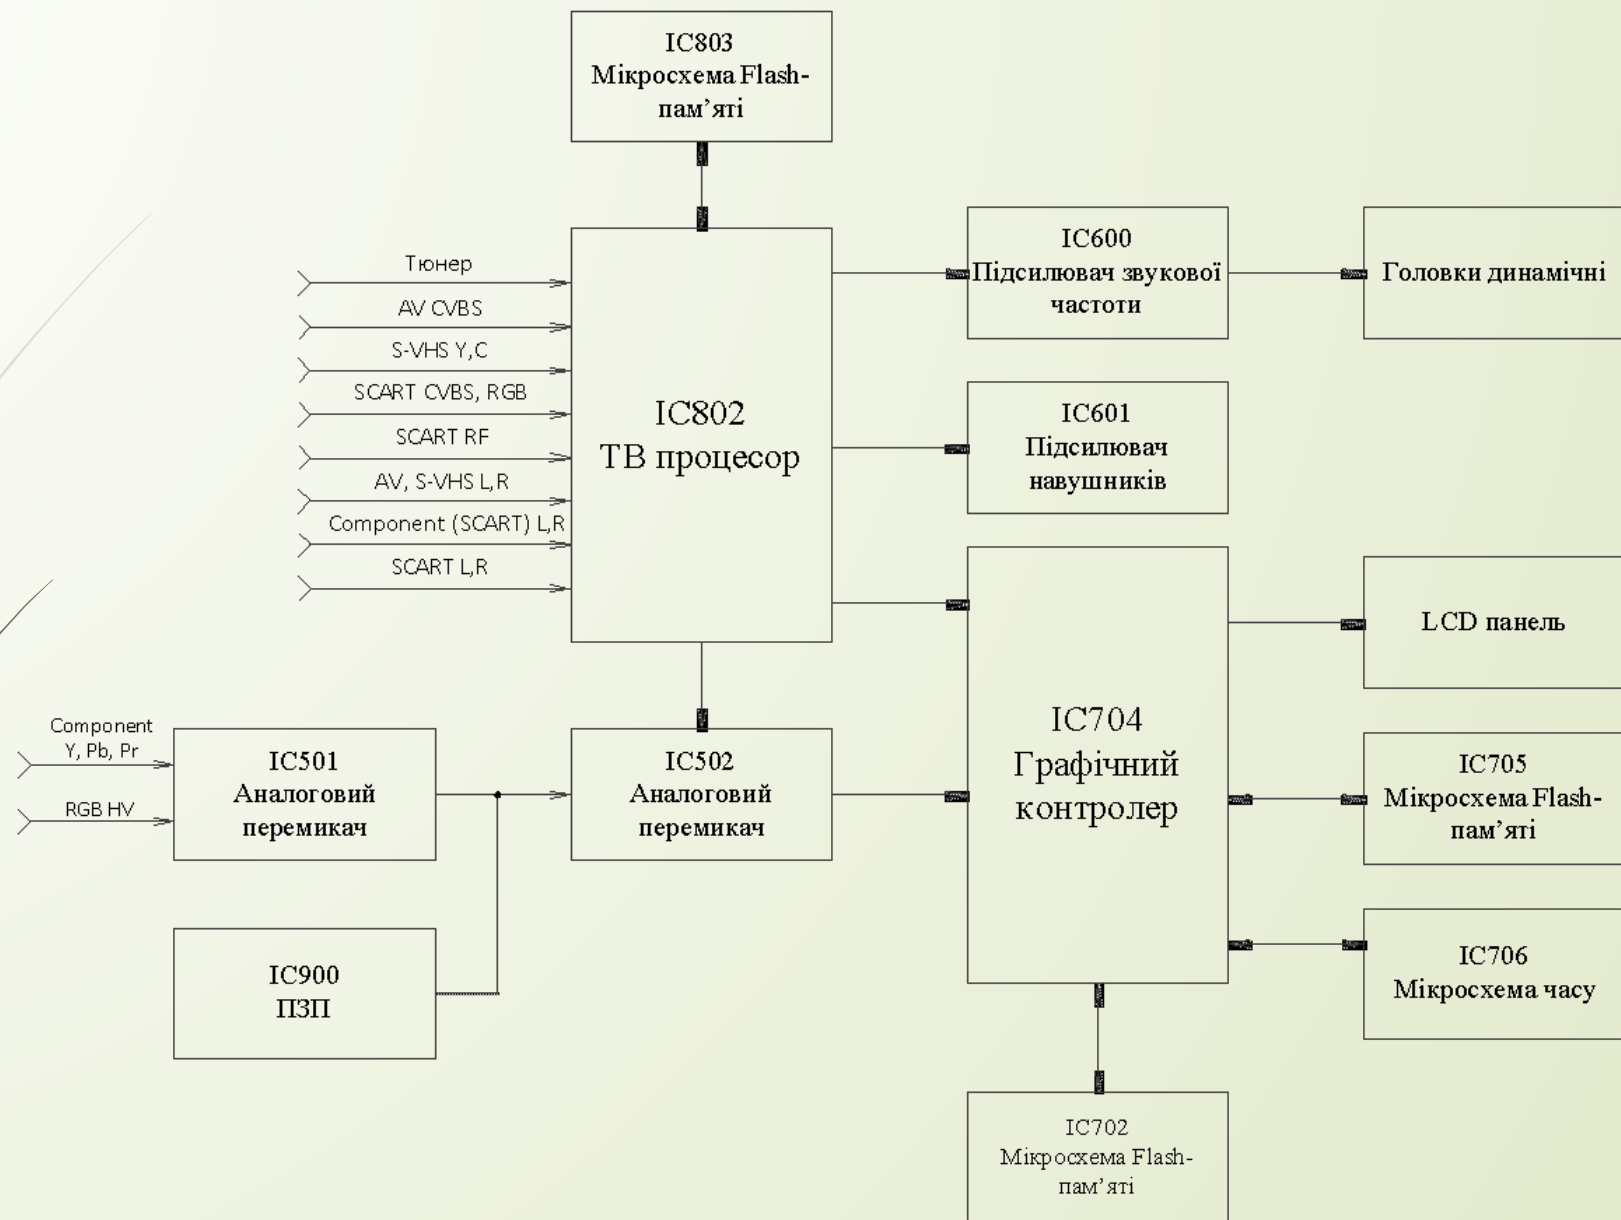 IC803
Мікросхема Flash-
пам’яті
Тюнер
AV CVBS
S-VHS Y,C
SCART CVBS, RGB
SCART RF
AV, S-VHS L,R
Component (SCART) L,R
SCART L,R
IC802
ТВ процесор
IC600
Підсилювач звукової
частоти
Головки динамічні
IC601
Підсилювач
навушників
Component
Y, Pb, Pr
RGB HV
IC501
Аналоговий
перемикач
IC502
Аналоговий
перемикач
IC704
Графічний
контролер
LCD панель
IC705
Мікросхема Flash-
пам’яті
IC706
Мікросхема часу
IC900
ПЗП
IC702
Мікросхема Flash-
пам’яті